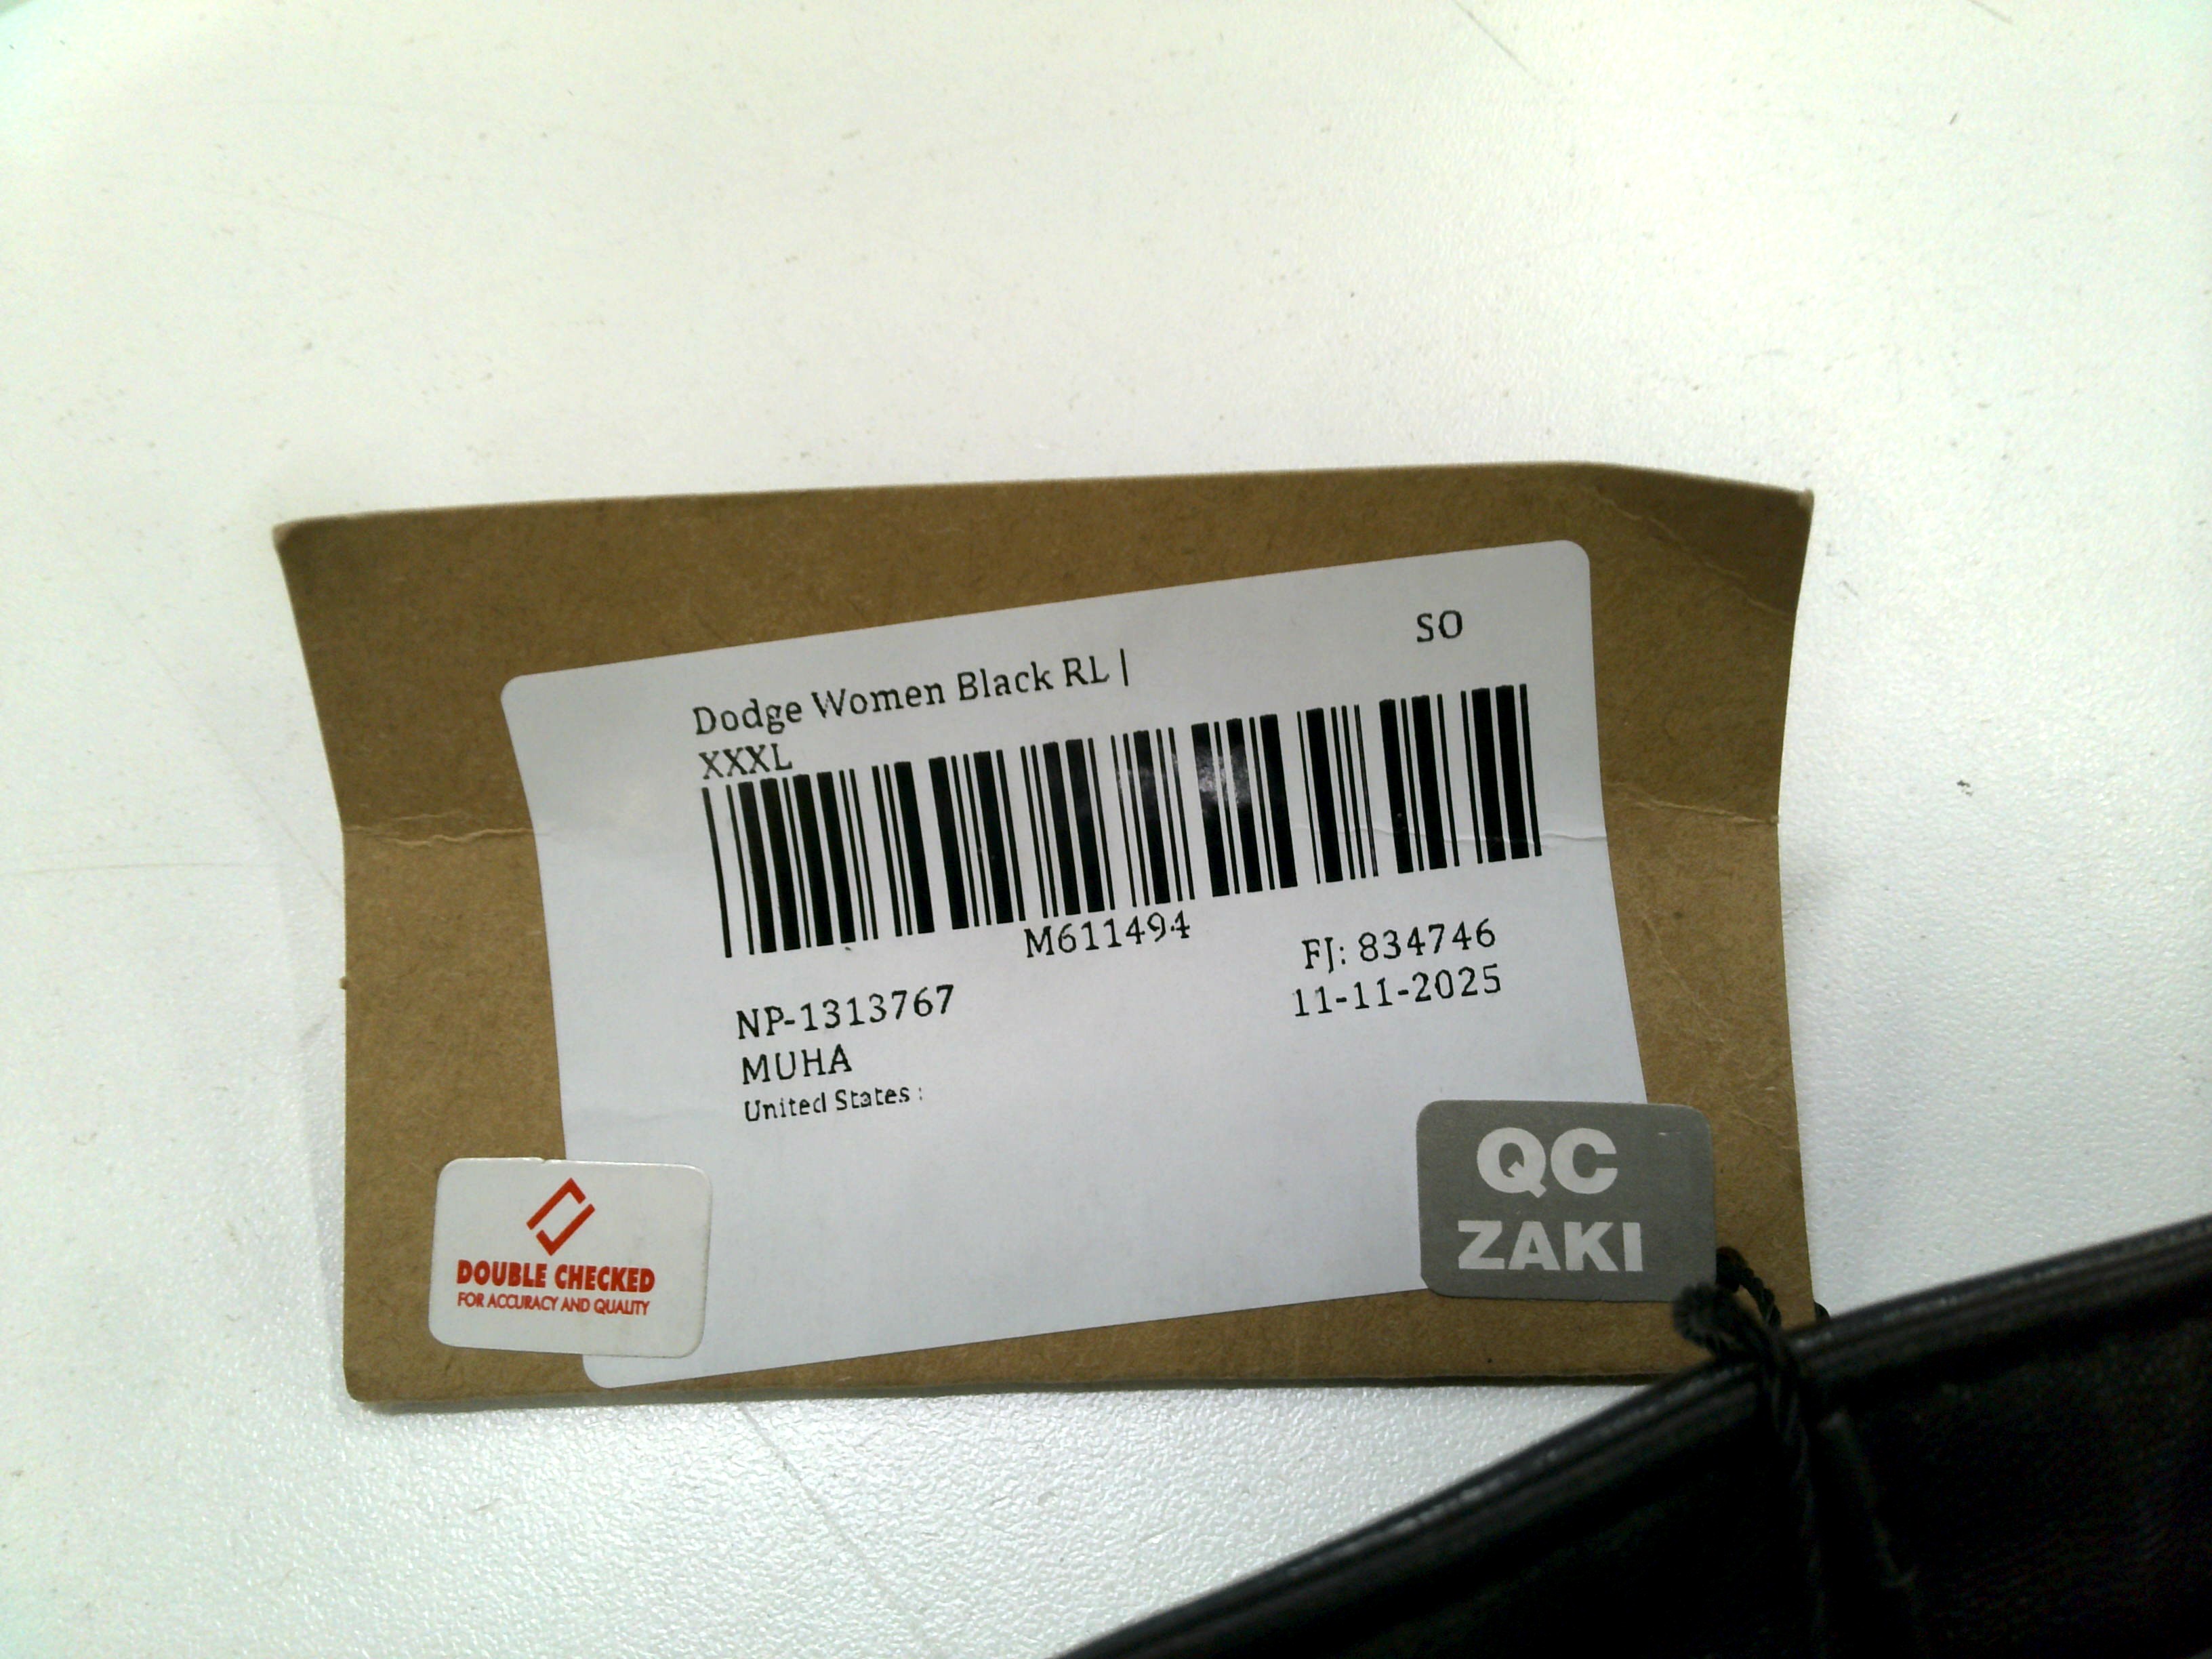 SO
Dodge Women Black RL |
XXXL
M611494
NP-1313767
FJ: 834746
MUHA
11-11-2025
United States :
QC
ZAKI
DOUBLE CHECKED
FOR ACCURACY AND QUALITY